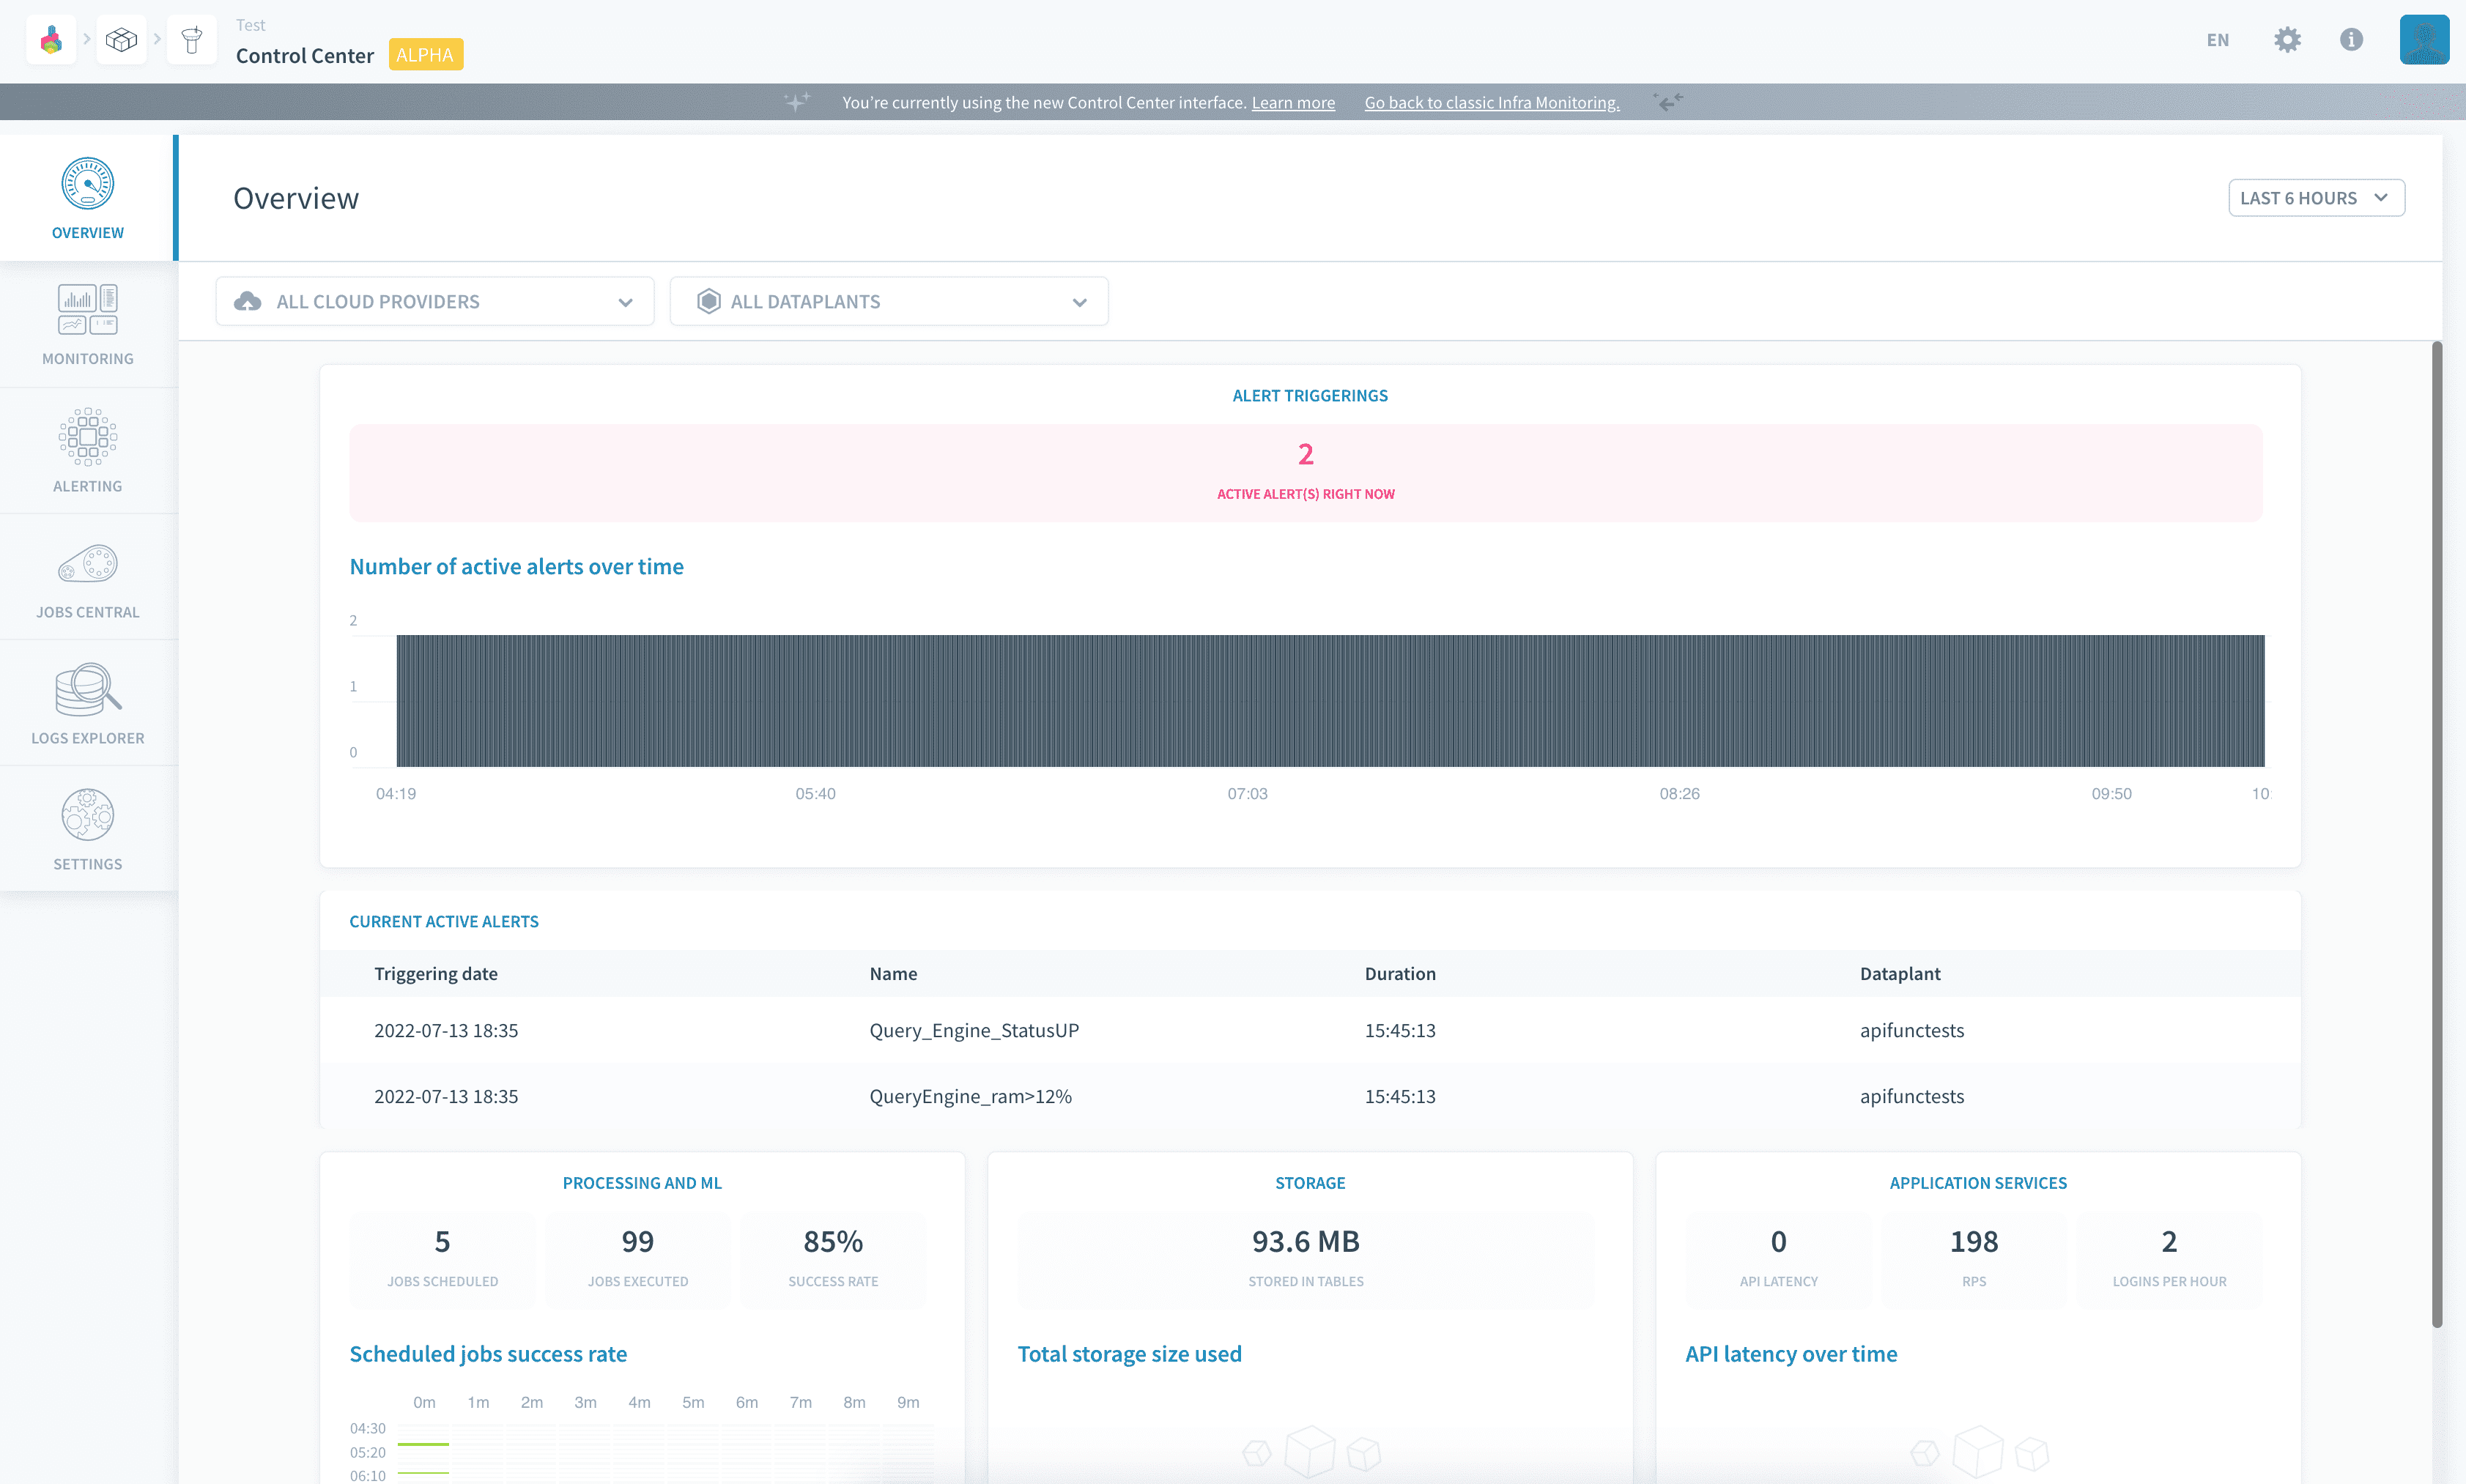 Test
Control Center ALPHA
EN
You’re currently using the new Control Center interface. Learn more Go back to classic Infra Monitoring.
OVERVIEW
MONITORING
ALERTING
JOBS CENTRAL
LOGS EXPLORER
SETTINGS
Overview
LAST 6 HOURS
ALL CLOUD PROVIDERS
ALL DATAPLANTS
ALERT TRIGGERINGS
2
ACTIVE ALERT(S) RIGHT NOW
Number of active alerts over time
2
1
0
04:19 05:40 07:03 08:26 09:50 10:
CURRENT ACTIVE ALERTS
Triggering date Name Duration Dataplant
2022-07-13 18:35 Query_Engine_StatusUP 15:45:13 apifunctests
2022-07-13 18:35 QueryEngine_ram>12% 15:45:13 apifunctests
PROCESSING AND ML
5 99 85%
JOBS SCHEDULED JOBS EXECUTED SUCCESS RATE
Scheduled jobs success rate
0m 1m 2m 3m 4m 5m 6m 7m 8m 9m
04:30
05:20
06:10
STORAGE
93.6 MB
STORED IN TABLES
Total storage size used
APPLICATION SERVICES
0 198 2
API LATENCY RPS LOGINS PER HOUR
API latency over time